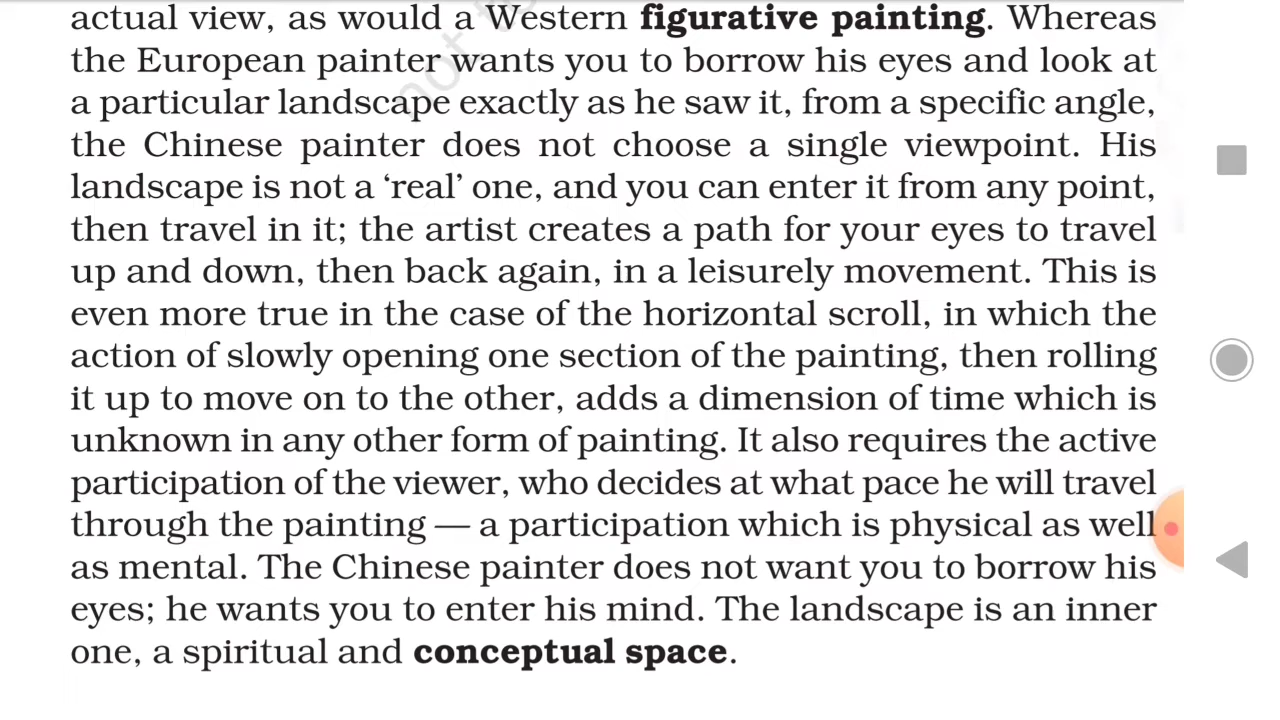 actual view, as would a Western figurative painting. Whereas
the European painter wants you to borrow his eyes and look at
a particular landscape exactly as he saw it, from a specific angle,
the Chinese painter does not choose a single viewpoint. His
landscape is not a ‘real’ one, and you can enter it from any point,
then travel in it; the artist creates a path for your eyes to travel
up and down, then back again, in a leisurely movement. This is
even more true in the case of the horizontal scroll, in which the
action of slowly opening one section of the painting, then rolling
it up to move on to the other, adds a dimension of time which is
unknown in any other form of painting. It also requires the active
participation of the viewer, who decides at what pace he will travel
through the painting — a participation which is physical as well
as mental. The Chinese painter does not want you to borrow his
eyes; he wants you to enter his mind. The landscape is an inner
one, a spiritual and conceptual space.
not